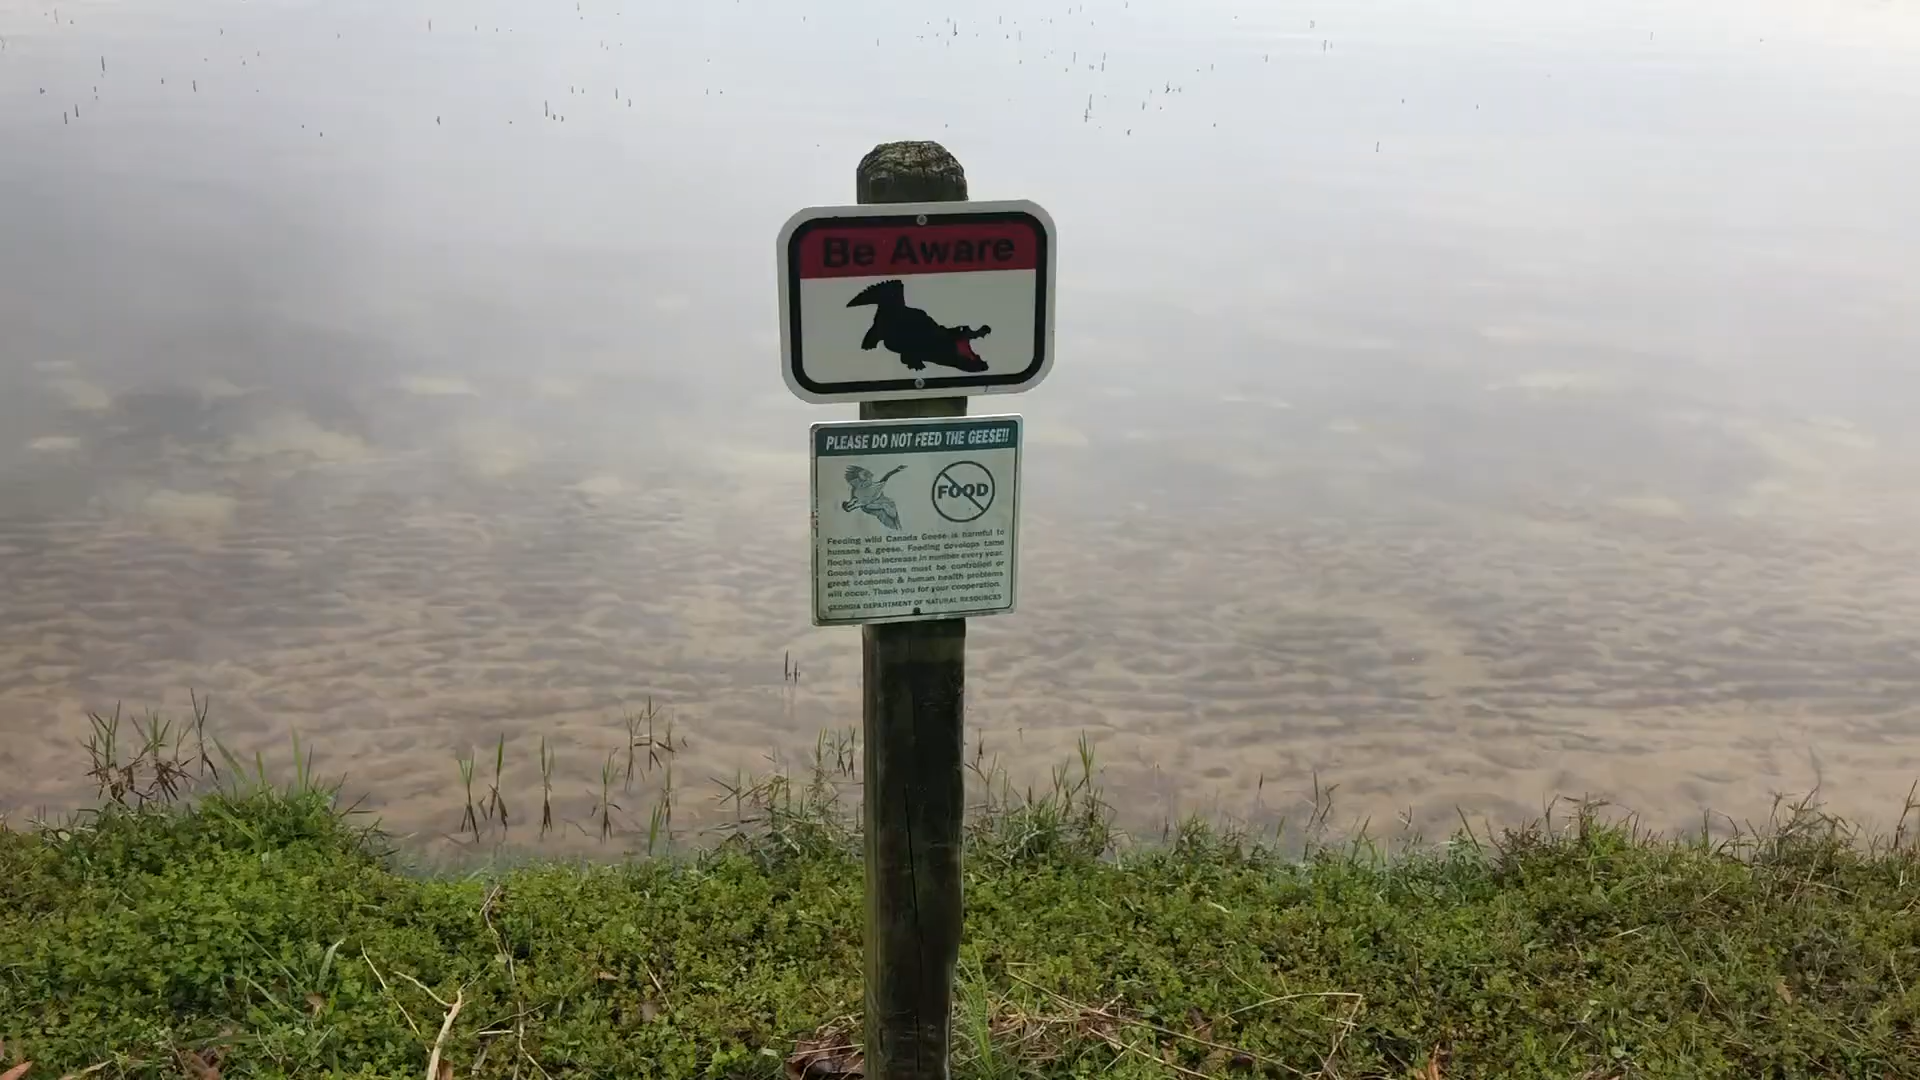 Be Aware
PLEASE DO NOT FEED THE GEESE!!
FOOD
Feeding wild Canada Geese is harmful to
humans & geese. Feeding develops tame
flocks which increase in number every year.
Goose populations must be controlled or
great economic & human health problems
will occur. Thank you for your cooperation.
GEORGIA DEPARTMENT OF NATURAL RESOURCES